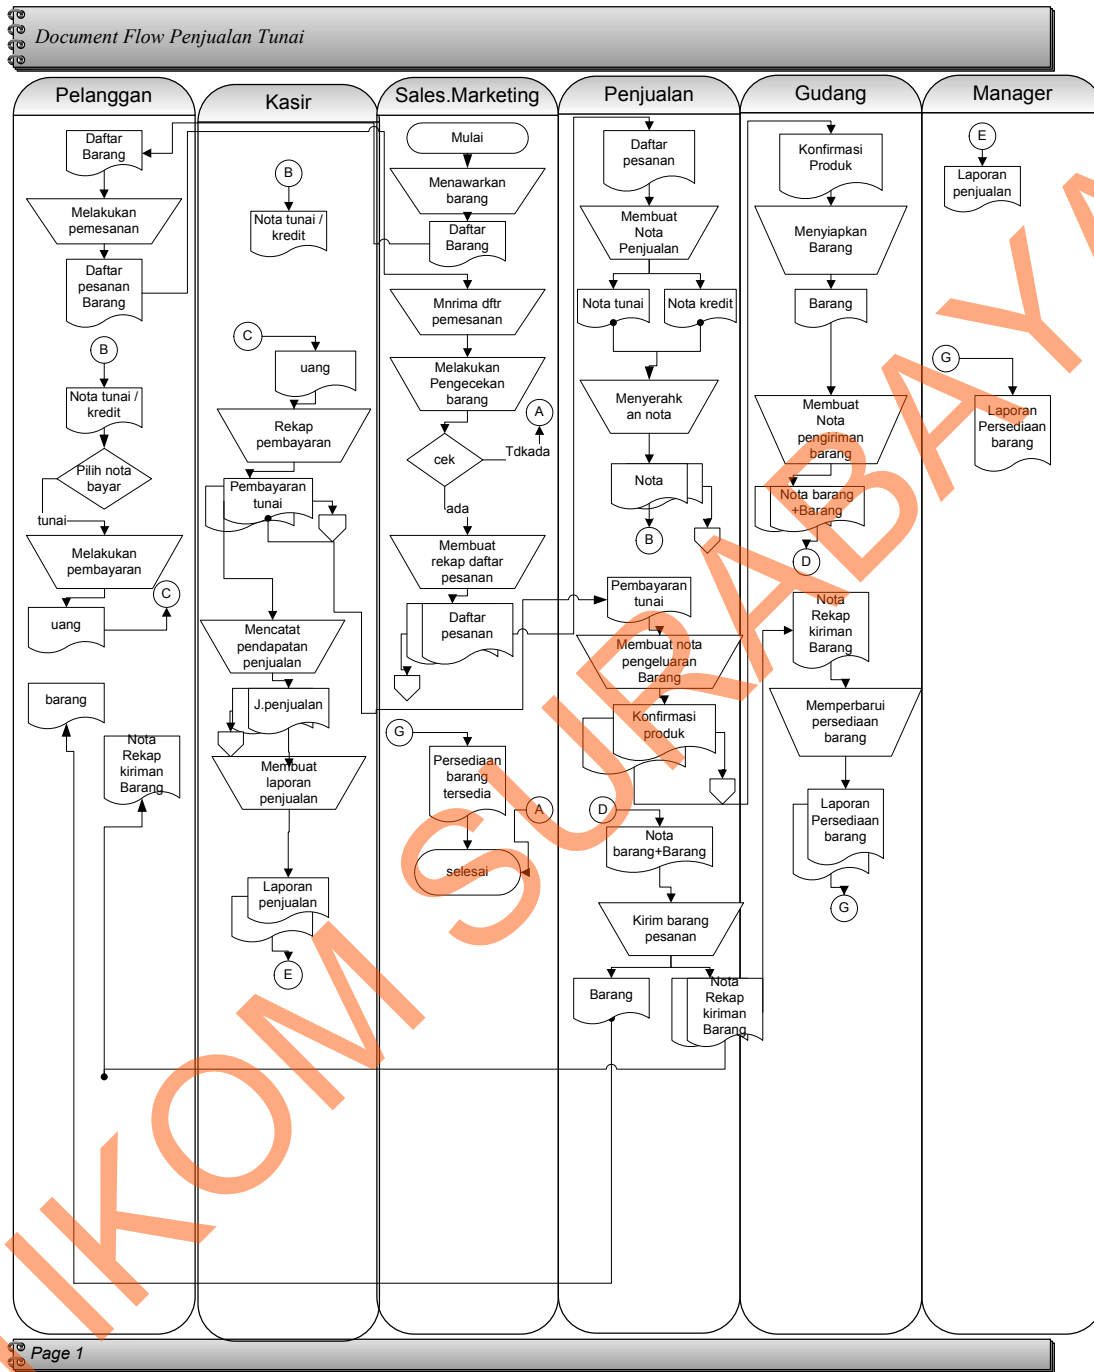 Document Flow Penjualan Tunai
Pelanggan
Kasir
Sales.Marketing
Penjualan
Gudang
Manager
Daftar
Barang
Melakukan
pemesanan
Daftar
pesanan
Barang
B
Nota tunai /
kredit
Pilih nota
bayar
tunai
Melakukan
pembayaran
C
uang
barang
Nota
Rekap
kiriman
Barang
B
Nota tunai /
kredit
C
uang
Rekap
pembayaran
Pembayaran
tunai
Mencatat
pendapatan
penjualan
J.penjualan
Membuat
laporan
penjualan
Laporan
penjualan
E
Mulai
Menawarkan
barang
Daftar
Barang
Mnrima dftr
pemesanan
Melakukan
Pengecekan
barang
A
cek
Tdkada
ada
Membuat
rekap daftar
pesanan
Daftar
pesanan
G
Persediaan
barang
tersedia
A
selesai
Daftar
pesanan
Membuat
Nota
Penjualan
Nota tunai
Nota kredit
Menyerahk
an nota
Nota
B
Pembayaran
tunai
Membuat nota
pengeluaran
Barang
Konfirmasi
produk
D
Nota
barang+Barang
Kirim barang
pesanan
Barang
Nota
Rekap
kiriman
Barang
Konfirmasi
Produk
Menyiapkan
Barang
Barang
Membuat
Nota
pengiriman
barang
Nota barang
+Barang
D
Nota
Rekap
kiriman
Barang
Memperbarui
persediaan
barang
Laporan
Persediaan
barang
G
E
Laporan
penjualan
G
Laporan
Persediaan
barang
IKOM SURABAYA
Page 1